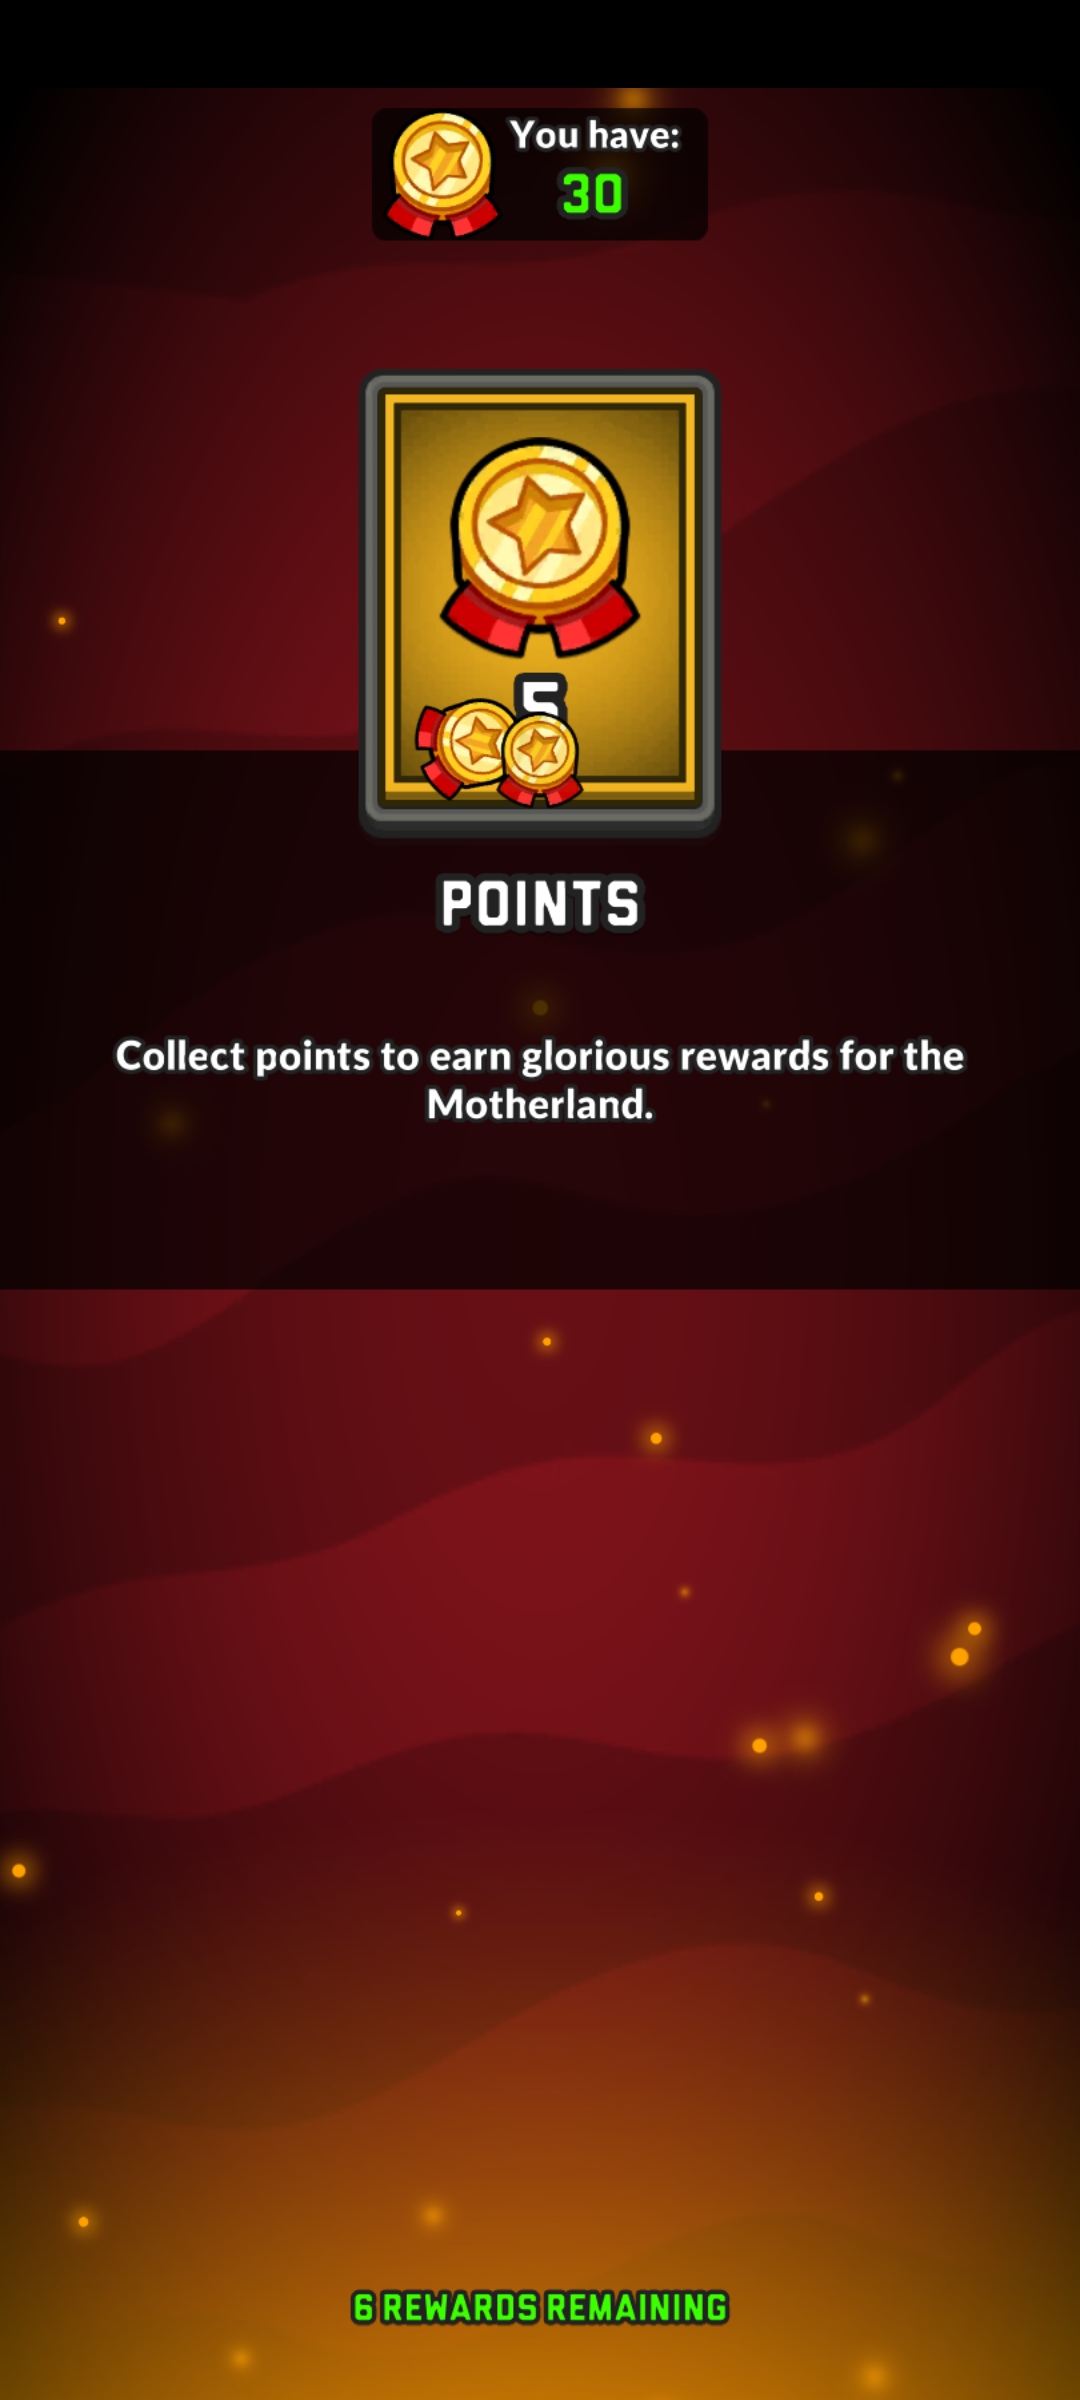 You have:
30
5
POINTS
Collect points to earn glorious rewards for the
Motherland.
6 REWARDS REMAINING